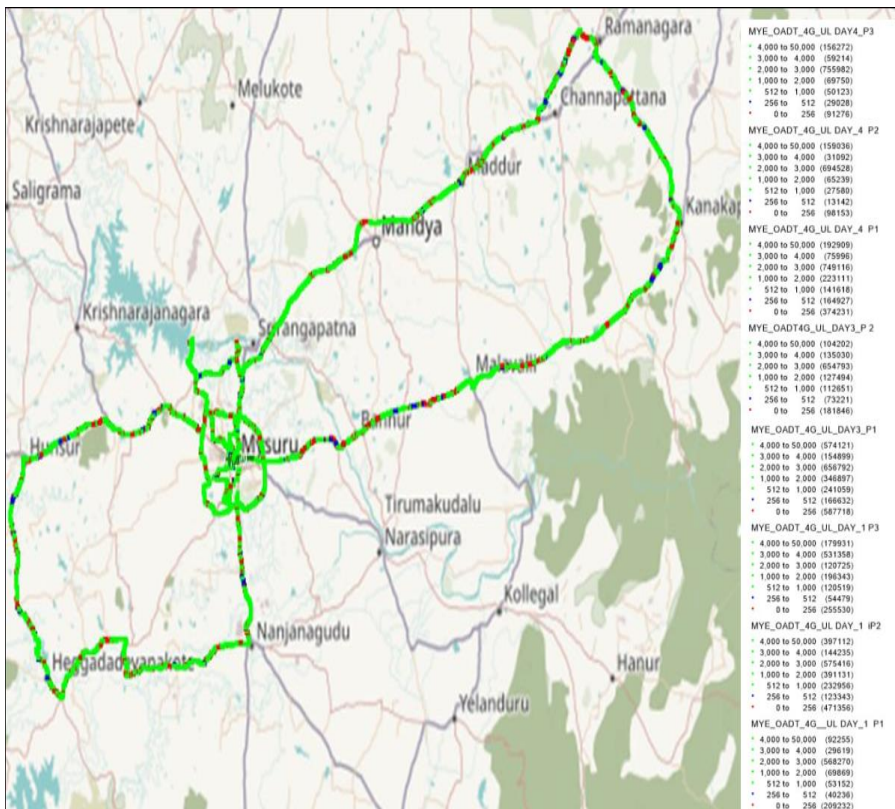 Ramanagara
Melukote
Channapattana
Krishnarajapete
Maddur
Saligrama
Kanakap
Mandya
Krishnarajanagara
Srirangapatna
Malavalli
Hunsur
Mysuru
Bannur
Tirumakudalu
Narasipura
Kollegal
Nanjanagudu
Heggadadevanakote
Hanur
Yelanduru
MYE_OADT_4G_UL DAY4_P3
4,000 to 50,000 (156272)
3,000 to 4,000 (59214)
2,000 to 3,000 (755982)
1,000 to 2,000 (69750)
512 to 1,000 (50123)
256 to 512 (29028)
0 to 256 (91276)
MYE_OADT_4G_UL DAY_4 P2
4,000 to 50,000 (159036)
3,000 to 4,000 (31092)
2,000 to 3,000 (694528)
1,000 to 2,000 (65239)
512 to 1,000 (27580)
256 to 512 (13142)
0 to 256 (98153)
MYE_OADT_4G_UL DAY_4 P1
4,000 to 50,000 (192909)
3,000 to 4,000 (75996)
2,000 to 3,000 (749116)
1,000 to 2,000 (223111)
512 to 1,000 (141618)
256 to 512 (164927)
0 to 256 (374231)
MYE_OADT4G_UL_DAY3_P 2
4,000 to 50,000 (104202)
3,000 to 4,000 (135030)
2,000 to 3,000 (654793)
1,000 to 2,000 (127494)
512 to 1,000 (112651)
256 to 512 (73221)
0 to 256 (181846)
MYE_OADT_4G_UL_DAY3_P1
4,000 to 50,000 (574121)
3,000 to 4,000 (154899)
2,000 to 3,000 (656792)
1,000 to 2,000 (346897)
512 to 1,000 (241059)
256 to 512 (166632)
0 to 256 (587718)
MYE_OADT_4G_UL_DAY_1 P3
4,000 to 50,000 (179931)
3,000 to 4,000 (531358)
2,000 to 3,000 (120725)
1,000 to 2,000 (196343)
512 to 1,000 (120519)
256 to 512 (54479)
0 to 256 (255530)
MYE_OADT_4G_UL DAY_1 iP2
4,000 to 50,000 (397112)
3,000 to 4,000 (144235)
2,000 to 3,000 (575416)
1,000 to 2,000 (391131)
512 to 1,000 (232956)
256 to 512 (123343)
0 to 256 (471356)
MYE_OADT_4G__UL DAY_1 P1
4,000 to 50,000 (92255)
3,000 to 4,000 (29619)
2,000 to 3,000 (568270)
1,000 to 2,000 (69869)
512 to 1,000 (53152)
256 to 512 (40236)
0 to 256 (209232)